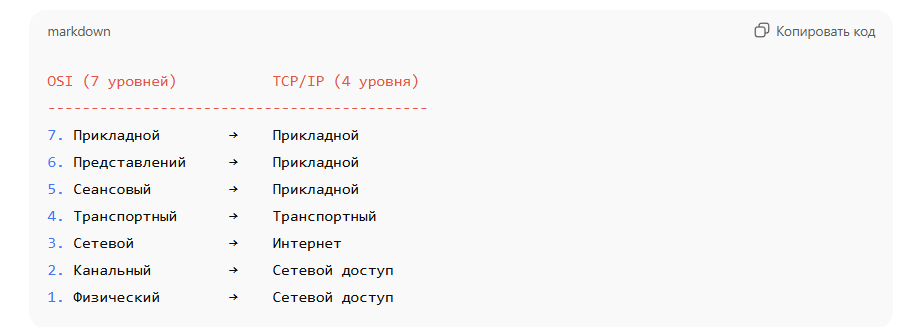 markdown
Копировать код
OSI (7 уровней) TCP/IP (4 уровня)
--------------------------------------------
7. Прикладной → Прикладной
6. Представлений → Прикладной
5. Сеансовый → Прикладной
4. Транспортный → Транспортный
3. Сетевой → Интернет
2. Канальный → Сетевой доступ
1. Физический → Сетевой доступ